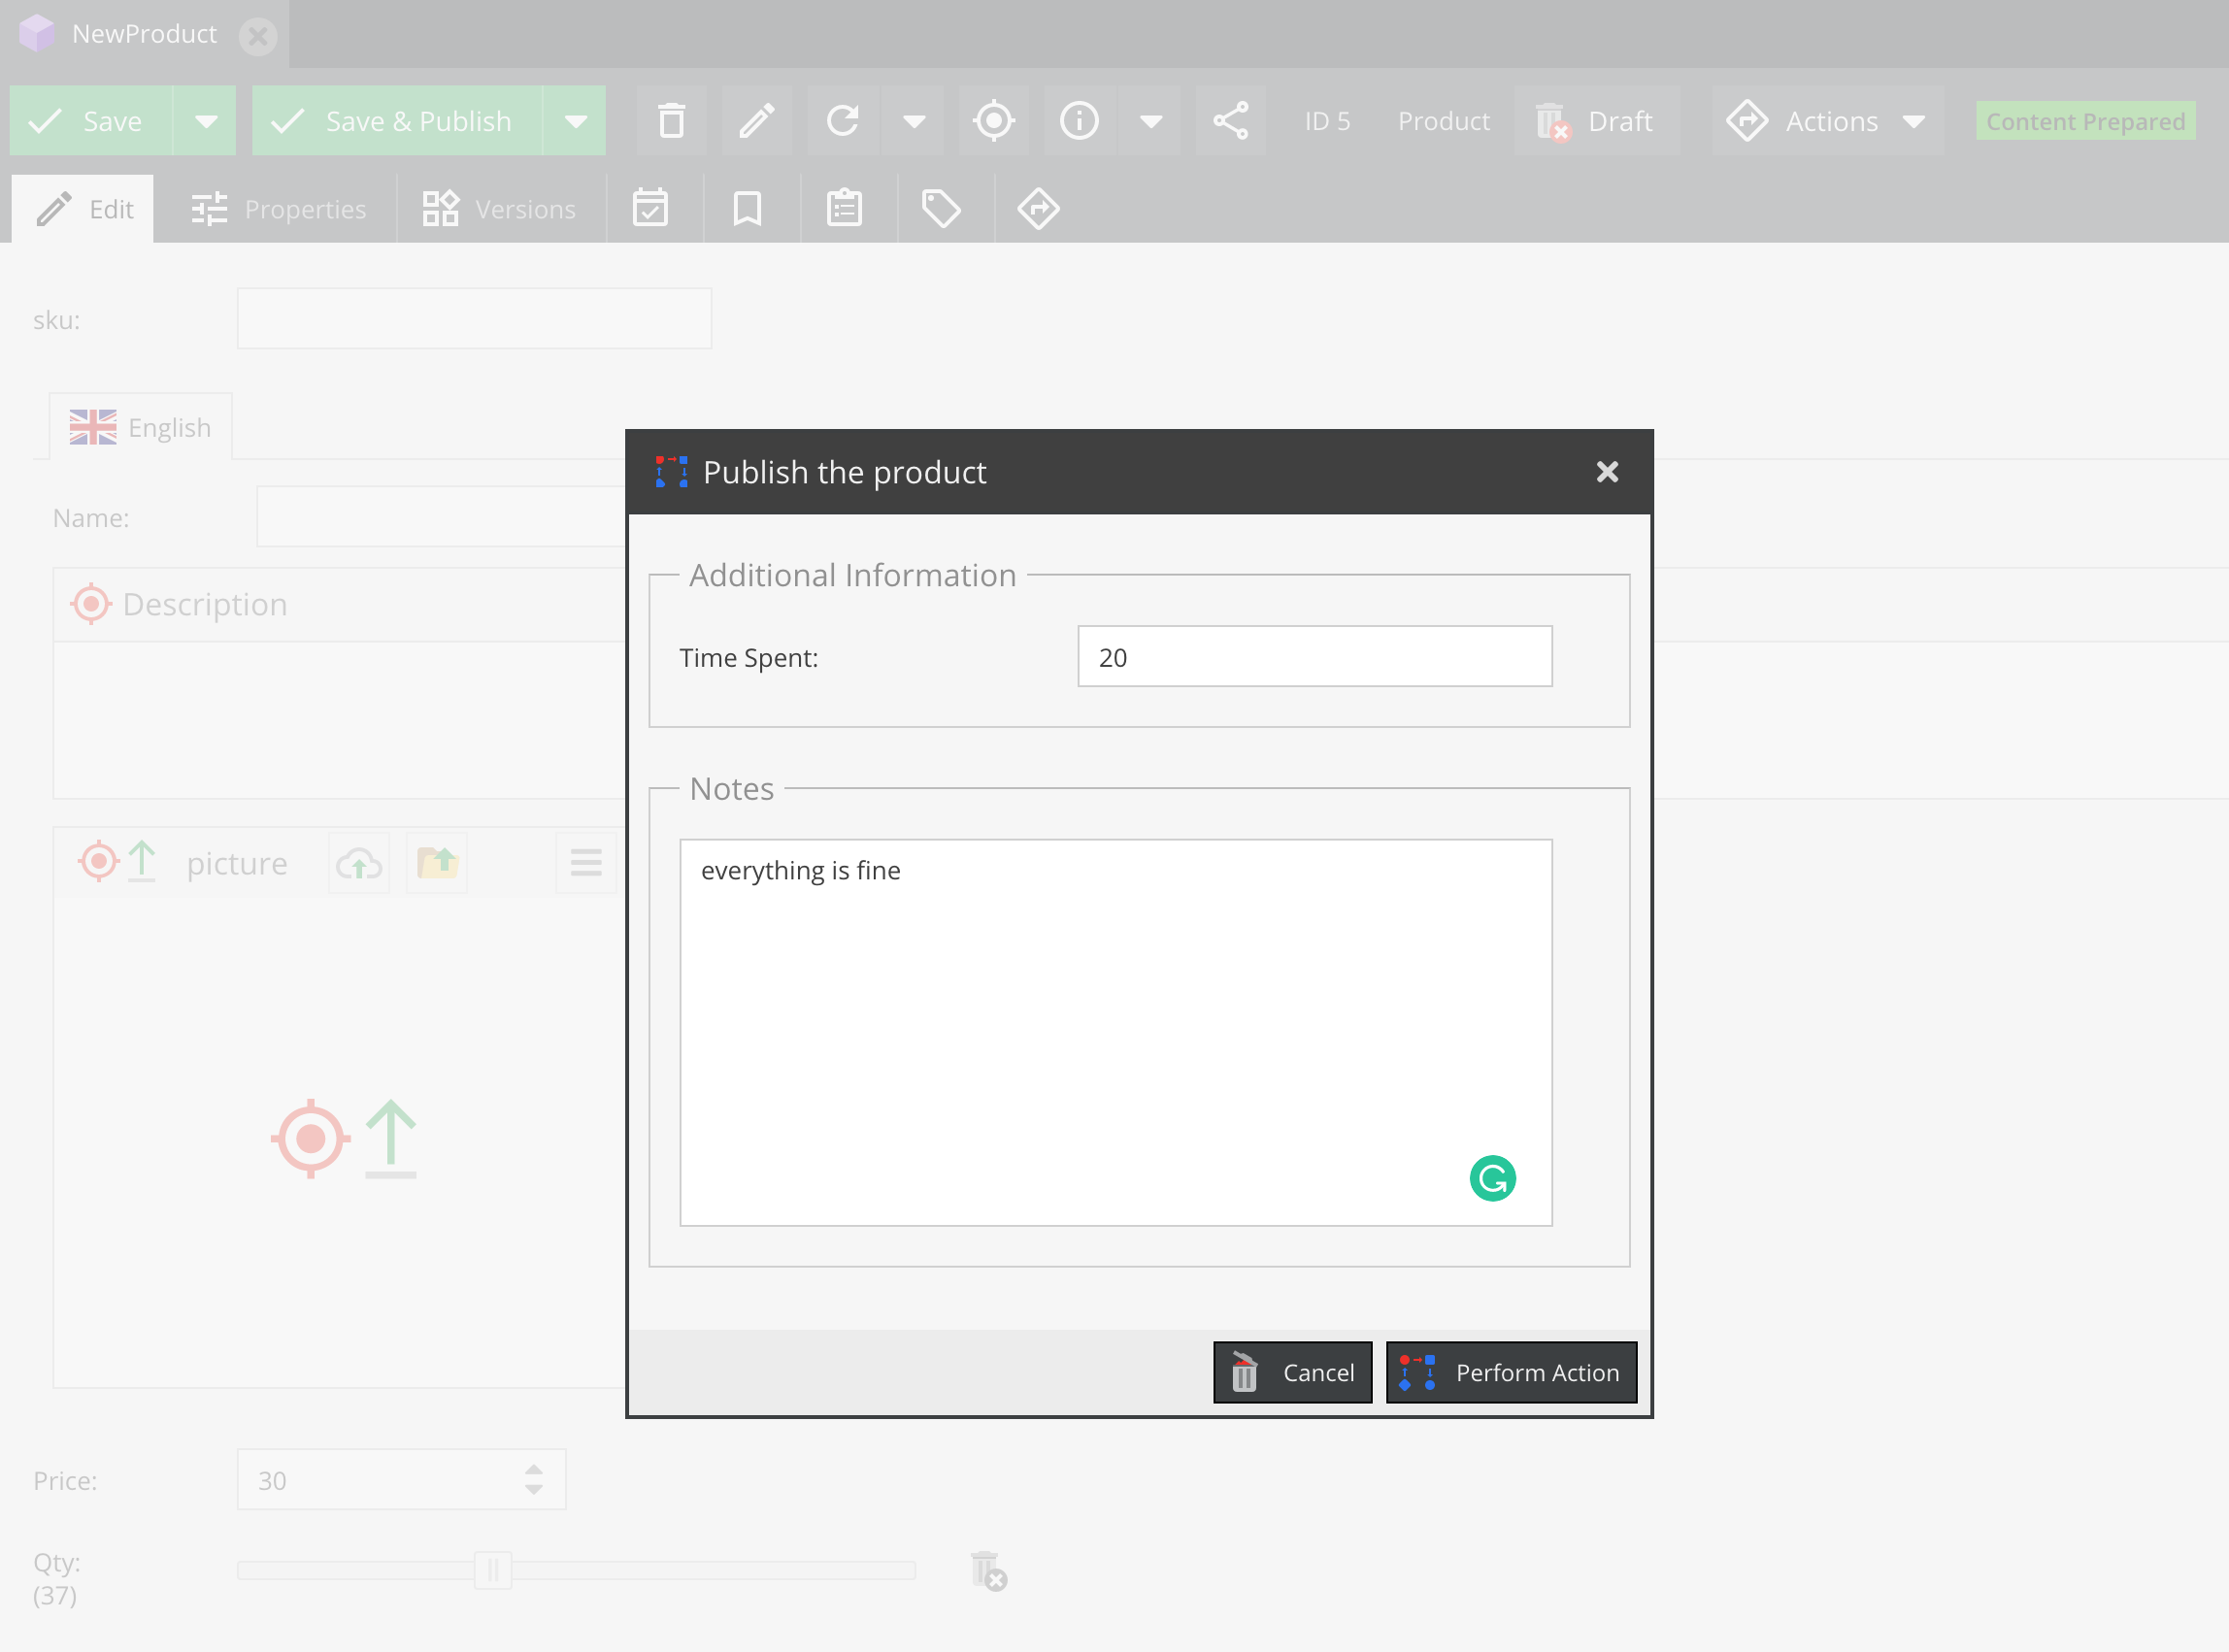 NewProduct
Save
Save & Publish
ID 5
Product
Draft
Actions
Content Prepared
Edit
Properties
Versions
sku:
English
Name:
Description
picture
Publish the product
Additional Information
Time Spent:
20
Notes
everything is fine
Cancel
Perform Action
Price:
30
Qty:
(37)